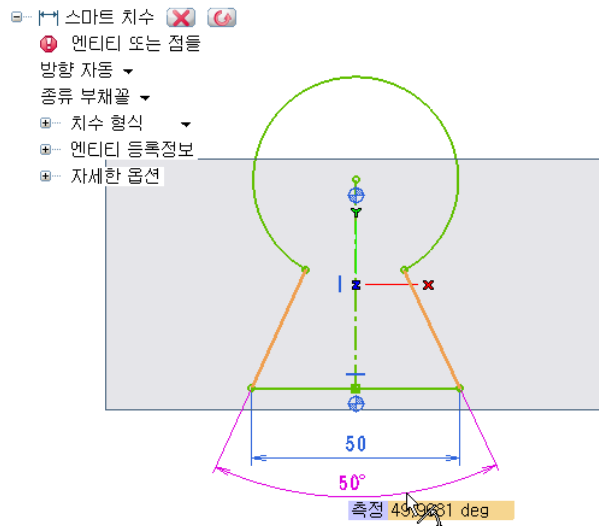 스마트 치수
엔티티 또는 점들
방향 자동
종류 부채꼴
치수 형식
엔티티 등록정보
자세한 옵션
Y
Z X
50
50°
측정 49.9681 deg